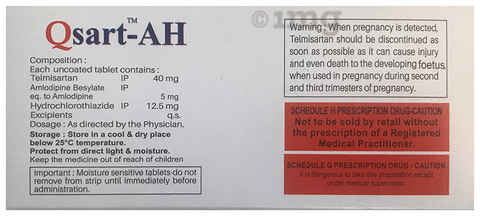 1mg
Qsart™-AH
Composition :
Each uncoated tablet contains :
Telmisartan IP 40 mg
Amlodipine Besylate IP
eq. to Amlodipine 5 mg
Hydrochlorothiazide IP 12.5 mg
Excipients q.s.
Dosage : As directed by the Physician.
Storage : Store in a cool & dry place
below 25°C temperature.
Protect from direct light & moisture.
Keep the medicine out of reach of children
Important : Moisture sensitive tablets-do not
remove from strip until immediately before
administration.
Warning : When pregnancy is detected,
Telmisartan should be discontinued as
soon as possible as it can cause injury
and even death to the developing foetus,
when used in pregnancy during second
and third trimesters of pregnancy.
SCHEDULE H PRESCRIPTION DRUG-CAUTION
Not to be sold by retail without
the prescription of a Registered
Medical Practitioner.
SCHEDULE G PRESCRIPTION DRUG - CAUTION
It is dangerous to take this preparation except
under medical supervision.